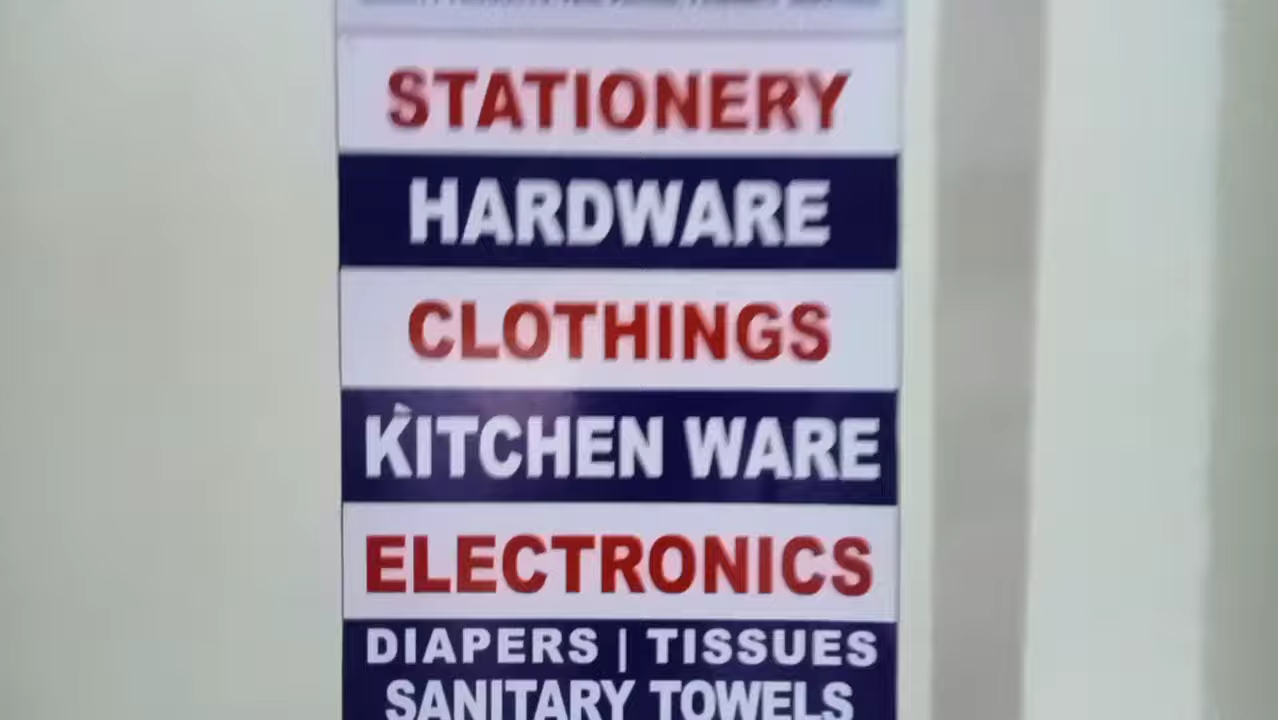 STATIONERY
HARDWARE
CLOTHINGS
KITCHEN WARE
ELECTRONICS
DIAPERS | TISSUES
SANITARY TOWELS